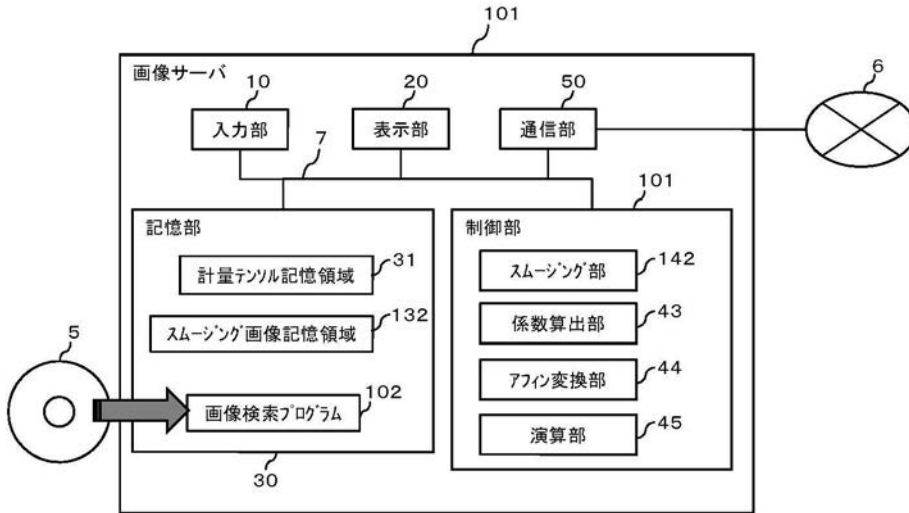 101
画像サーバ
10
20
50
6
入力部
表示部
通信部
7
101
記憶部
制御部
計量ﾃﾝｿﾙ記憶領域
31
ｽﾑｰｼﾞﾝｸﾞ画像記憶領域
132
5
画像検索プログラム
102
30
ｽﾑｰｼﾞﾝｸﾞ部
142
係数算出部
43
ｱﾌｨﾝ変換部
44
演算部
45